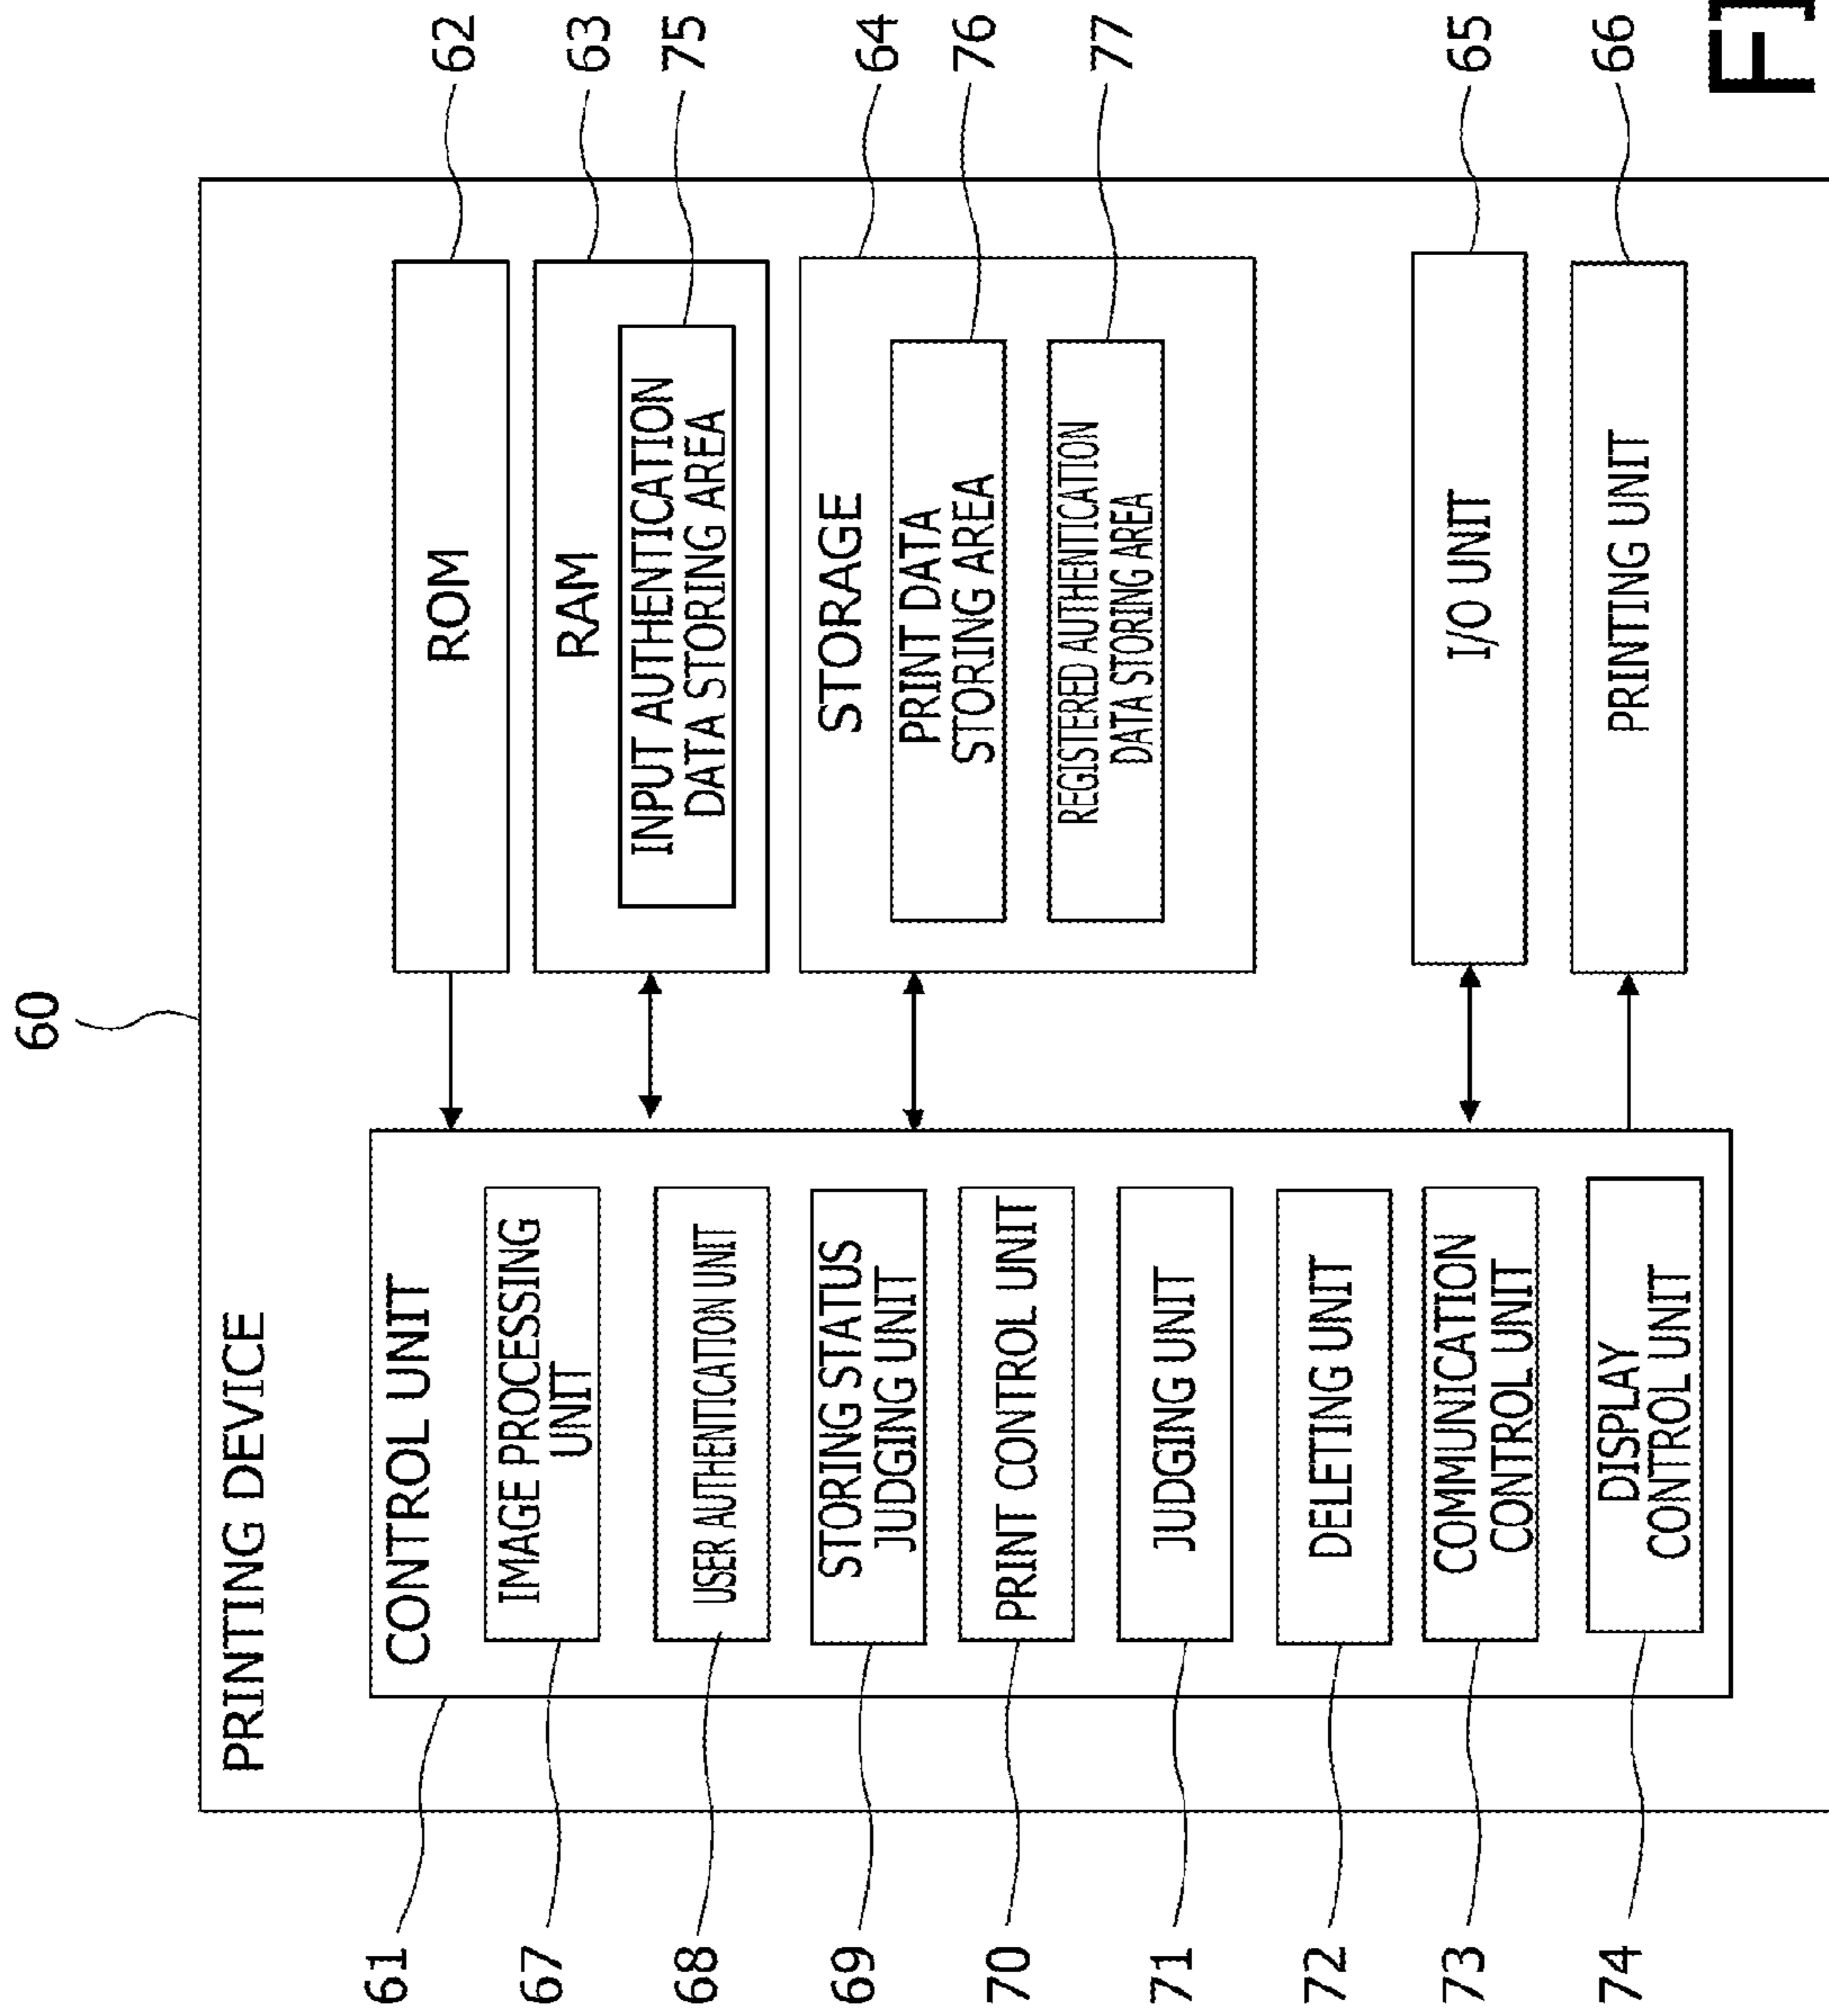 60
PRINTING DEVICE
61
CONTROL UNIT
67
IMAGE PROCESSING
UNIT
68
USER AUTHENTICATION UNIT
69
STORING STATUS
JUDGING UNIT
70
PRINT CONTROL UNIT
71
JUDGING UNIT
72
DELETING UNIT
73
COMMUNICATION
CONTROL UNIT
74
DISPLAY
CONTROL UNIT
ROM
62
RAM
63
INPUT AUTHENTICATION
DATA STORING AREA
75
STORAGE
64
PRINT DATA
STORING AREA
76
REGISTERED AUTHENTICATION
DATA STORING AREA
77
I/O UNIT
65
PRINTING UNIT
66